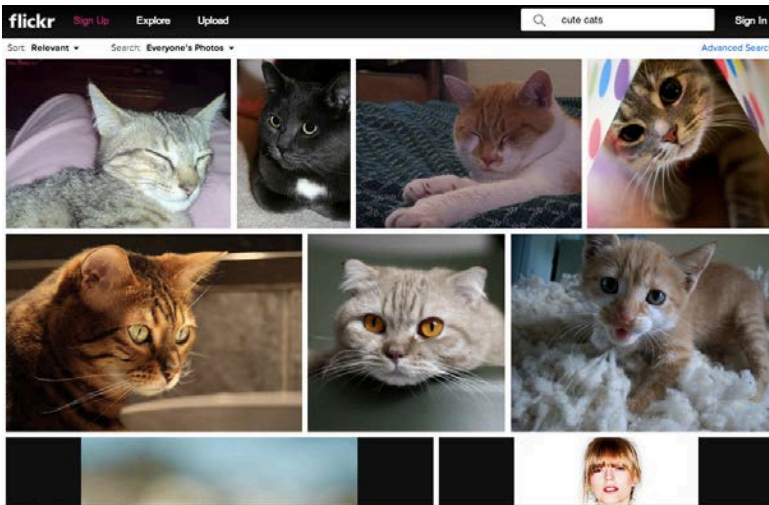 flickr Sign Up Explore Upload cute cats Sign In
Sort: Relevant Search: Everyone's Photos Advanced Searc